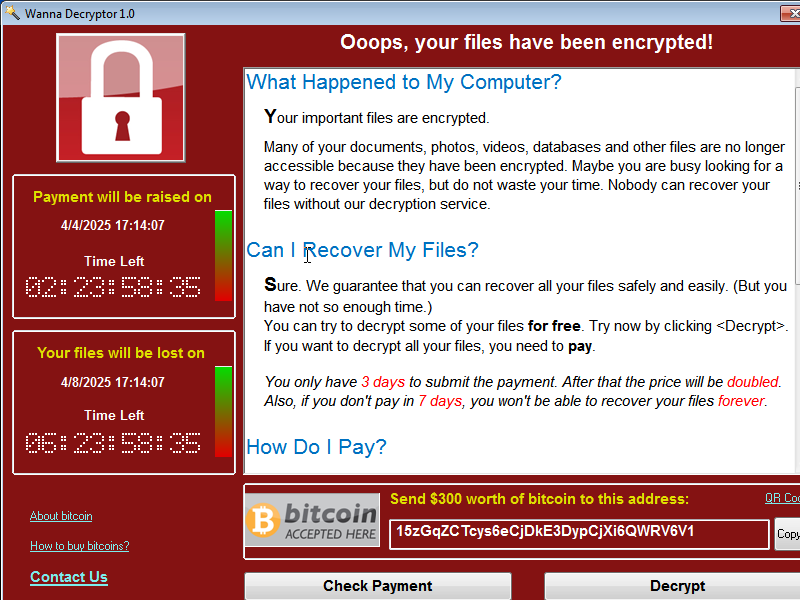 Wanna Decryptor 1.0
Ooops, your files have been encrypted!
Payment will be raised on
4/4/2025 17:14:07
Time Left
02:23:58:35
Your files will be lost on
4/8/2025 17:14:07
Time Left
06:23:58:35
About bitcoin
How to buy bitcoins?
Contact Us
What Happened to My Computer?
Your important files are encrypted.
Many of your documents, photos, videos, databases and other files are no longer
accessible because they have been encrypted. Maybe you are busy looking for a
way to recover your files, but do not waste your time. Nobody can recover your
files without our decryption service.
Can I Recover My Files?
Sure. We guarantee that you can recover all your files safely and easily. (But you
have not so enough time.)
You can try to decrypt some of your files for free. Try now by clicking <Decrypt>.
If you want to decrypt all your files, you need to pay.
You only have 3 days to submit the payment. After that the price will be doubled.
Also, if you don't pay in 7 days, you won't be able to recover your files forever.
How Do I Pay?
bitcoin
ACCEPTED HERE
Send $300 worth of bitcoin to this address:
QR Coo
15zGqZCTcys6eCjDkE3DypCjXi6QWRV6V1
Copy
Check Payment
Decrypt